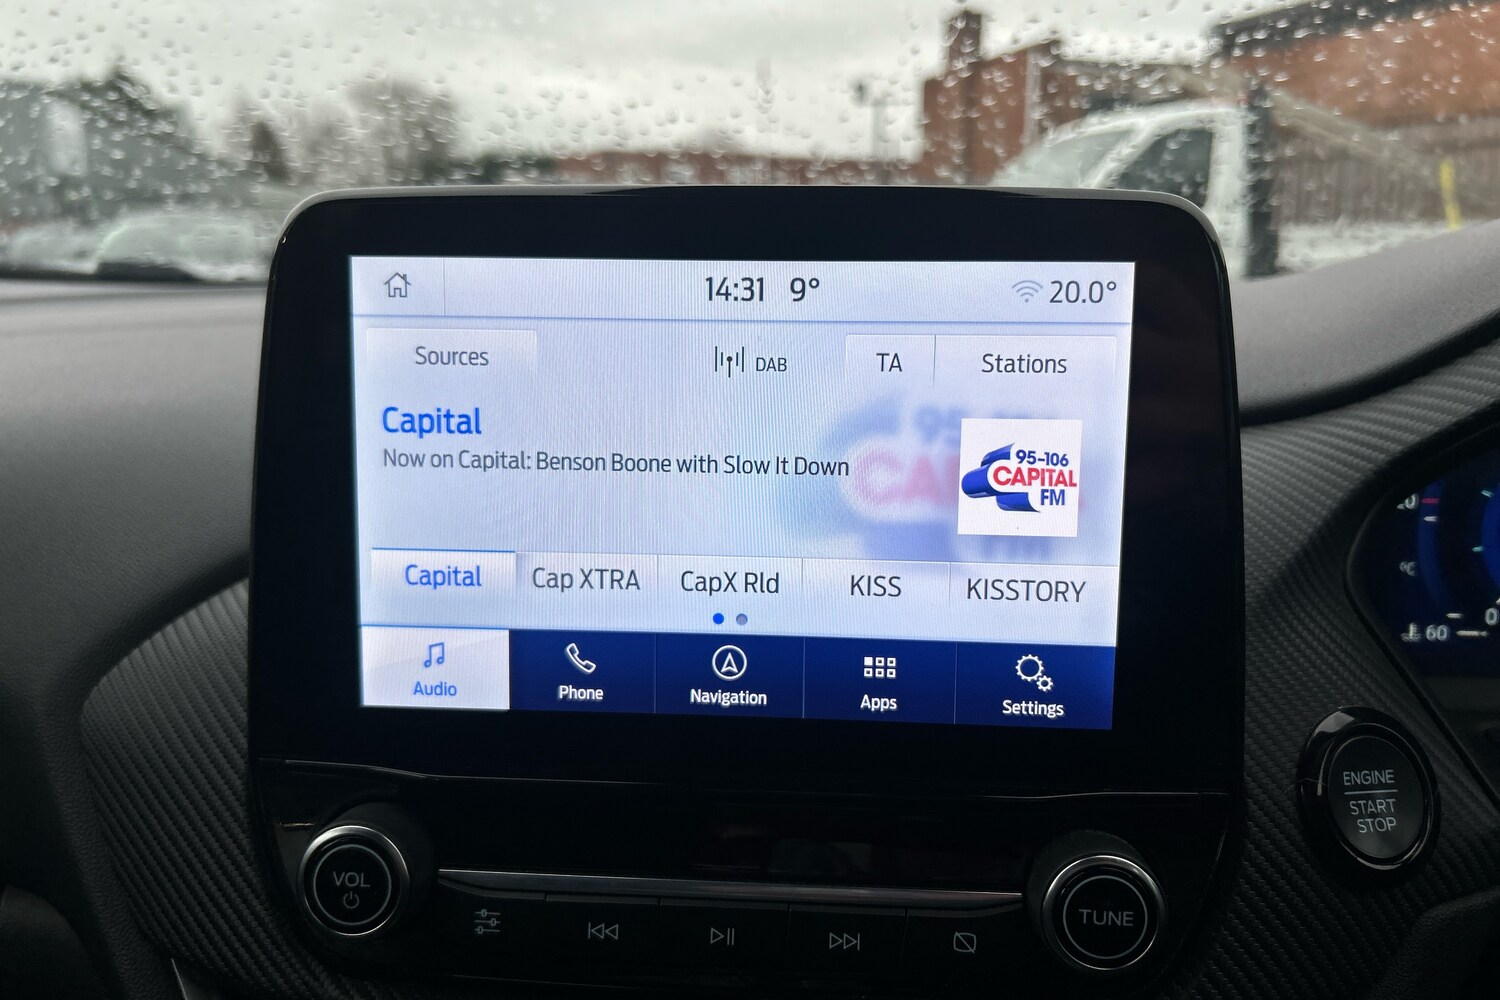 14:31 9° 20.0°
Sources DAB TA Stations
Capital
Now on Capital: Benson Boone with Slow It Down
95-106
CAPITAL
FM
Capital Cap XTRA CapX Rld KISS KISSTORY
Audio Phone Navigation Apps Settings
VOL
TUNE
ENGINE
START
STOP
°C
60
0